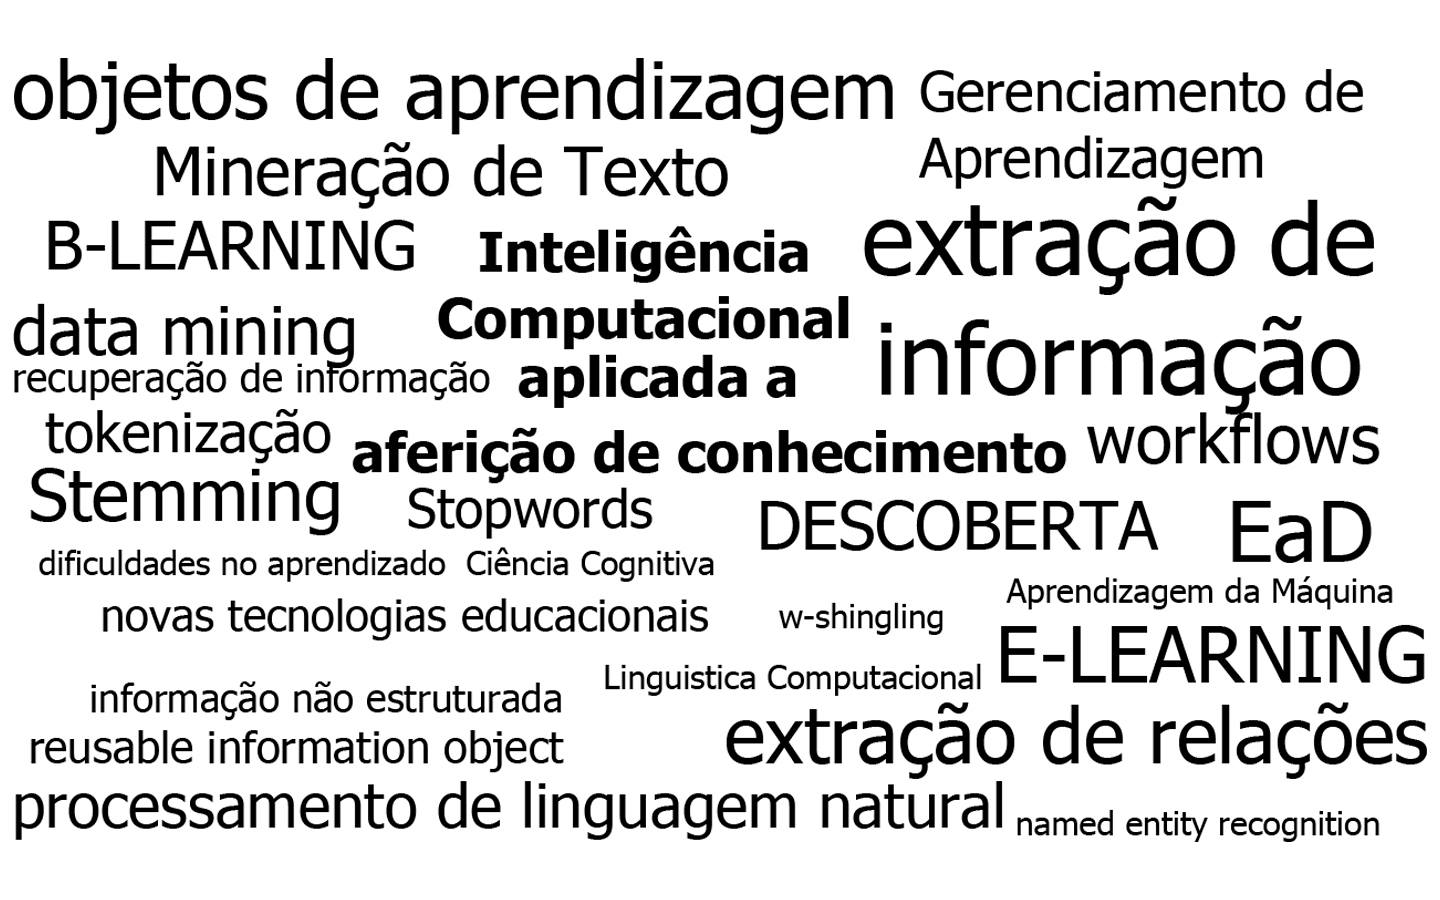 objetos de aprendizagem
Gerenciamento de
Aprendizagem
Mineração de Texto
B-LEARNING
Inteligência
Computacional
aplicada a
aferição de conhecimento
extração de
informação
data mining
recuperação de informação
tokenização
workflows
Stemming
Stopwords
DESCOBERTA
EaD
dificuldades no aprendizado
Ciência Cognitiva
Aprendizagem da Máquina
novas tecnologias educacionais
w-shingling
E-LEARNING
Linguistica Computacional
informação não estruturada
reusable information object
extração de relações
processamento de linguagem natural
named entity recognition